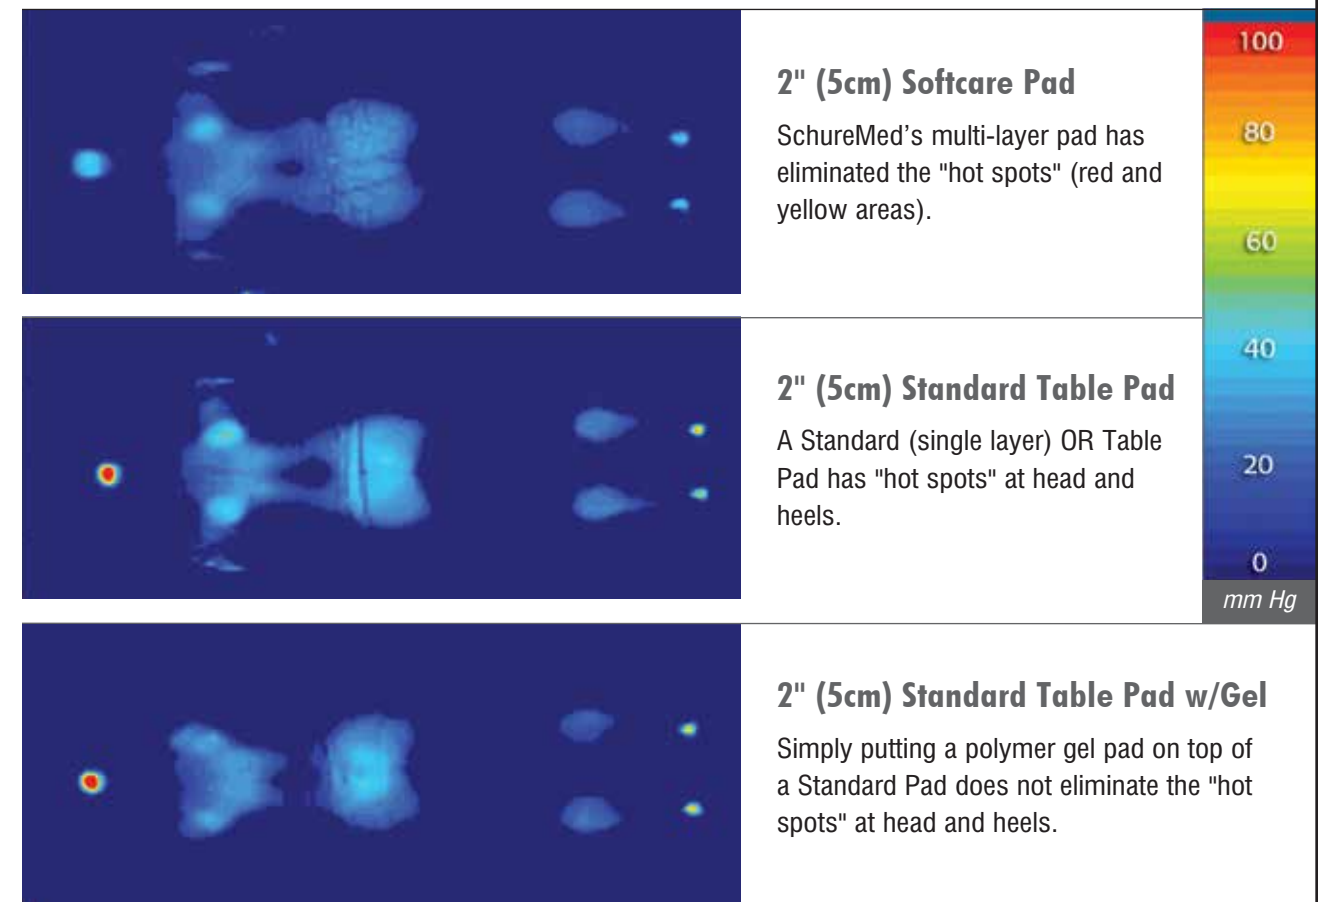 2" (5cm) Softcare Pad
SchureMed's multi-layer pad has
eliminated the "hot spots" (red and
yellow areas).
2" (5cm) Standard Table Pad
A Standard (single layer) OR Table
Pad has "hot spots" at head and
heels.
2" (5cm) Standard Table Pad w/Gel
Simply putting a polymer gel pad on top of
a Standard Pad does not eliminate the "hot
spots" at head and heels.
100
80
60
40
20
0
mm Hg